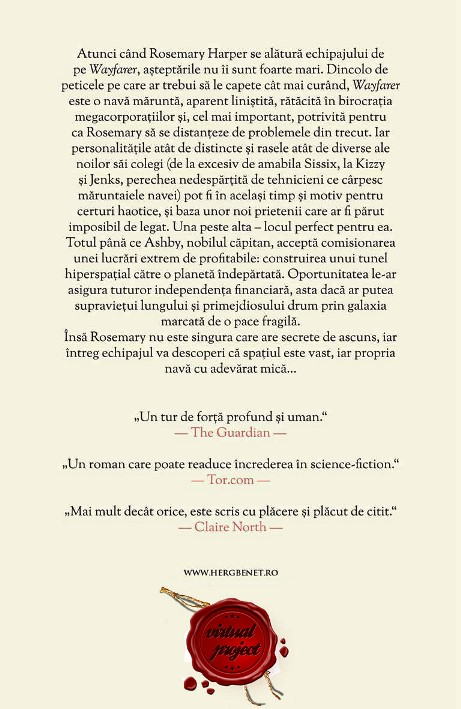 Atunci când Rosemary Harper se alătură echipajului de
pe Wayfarer, așteptările nu îi sunt foarte mari. Dincolo de
peticele pe care ar trebui să le capete cât mai curând, Wayfarer
este o navă măruntă, aparent liniștită, rătăcită în birocrația
megacorporațiilor și, cel mai important, potrivită pentru
ca Rosemary să se distanțeze de problemele din trecut. Iar
personalitățile atât de distincte și rasele atât de diverse ale
noilor săi colegi (de la excesiv de amabila Sissix, la Kizzy
și Jenks, perechea nedespărțită de tehnicieni ce cârpesc
măruntaiele navei) pot fi în același timp și motiv pentru
certuri haotice, și baza unor noi prietenii care ar fi părut
imposibil de legat. Una peste alta – locul perfect pentru ea.
Totul până ce Ashby, nobilul căpitan, acceptă comisionarea
unei lucrări extrem de profitabile: construirea unui tunel
hiperspațial către o planetă îndepărtată. Oportunitatea le-ar
asigura tuturor independența financiară, asta dacă ar putea
supraviețui lungului și primejdiosului drum prin galaxia
marcată de o pace fragilă.
Însă Rosemary nu este singura care are secrete de ascuns, iar
întreg echipajul va descoperi că spațiul este vast, iar propria
navă cu adevărat mică...
„Un tur de forță profund și uman.“
— The Guardian —
„Un roman care poate readuce încrederea în science-fiction.“
— Tor.com —
„Mai mult decât orice, este scris cu plăcere și plăcut de citit.“
— Claire North —
WWW.HERGBENET.RO
virtual
project